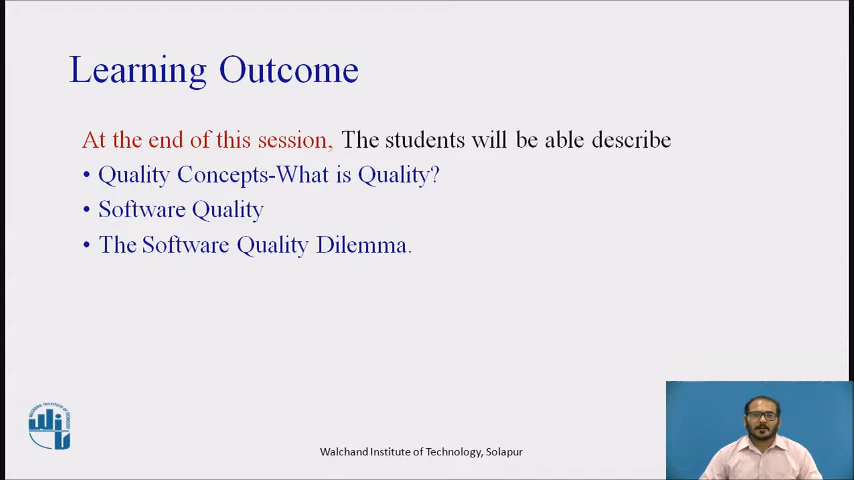 Learning Outcome
At the end of this session, The students will be able describe
• Quality Concepts-What is Quality?
• Software Quality
• The Software Quality Dilemma.
Walchand Institute of Technology, Solapur